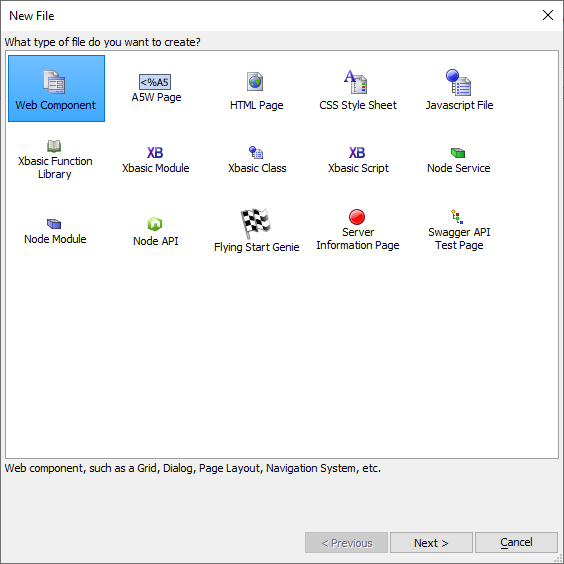 New File
What type of file do you want to create?
<%A5
Web Component
A5W Page
HTML Page
CSS Style Sheet
Javascript File
Xbasic Function
Library
XB
Xbasic Module
Xbasic Class
XB
Xbasic Script
Node Service
Node Module
Node API
Flying Start Genie
Server
Information Page
Swagger API
Test Page
Web component, such as a Grid, Dialog, Page Layout, Navigation System, etc.
< Previous
Next >
Cancel